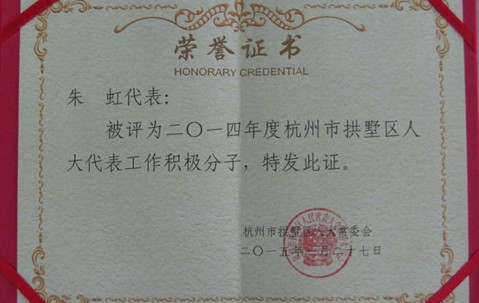 荣誉证书
HONORARY CREDENTIAL
朱 虹代表:
被评为二〇一四年度杭州市拱墅区人
大代表工作积极分子,特发此证。
杭州市拱墅区人大常委会
二〇一五年 月二十七日